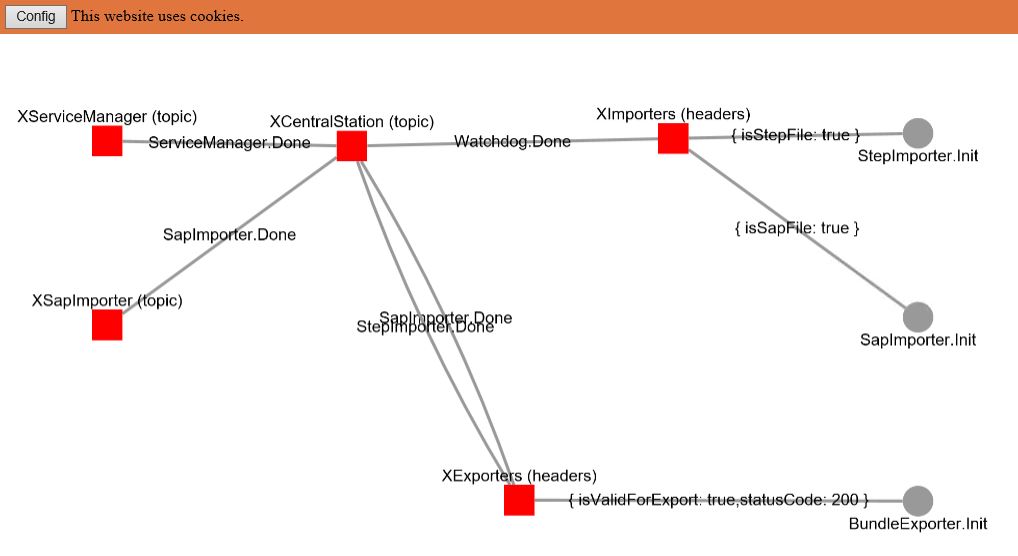 Config This website uses cookies.
XServiceManager (topic)
XCentralStation (topic)
XImporters (headers)
ServiceManager.Done
Watchdog.Done
{ isStepFile: true }
StepImporter.Init
SapImporter.Done
{ isSapFile: true }
XSapImporter (topic)
SapImporter.Done
StepImporter.Done
SapImporter.Init
XExporters (headers)
{ isValidForExport: true,statusCode: 200 }
BundleExporter.Init